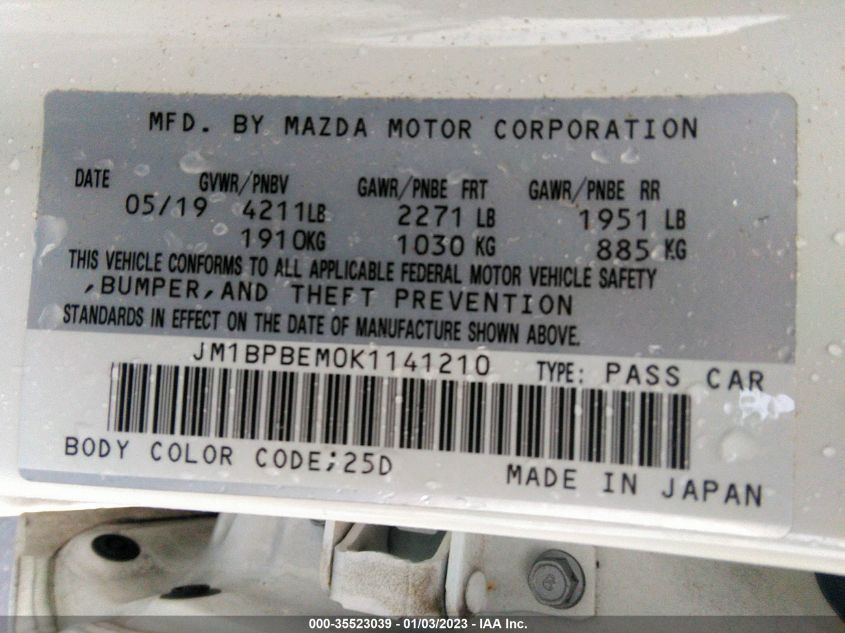 MFD. BY MAZDA MOTOR CORPORATION
DATE GVWR/PNBV GAWR/PNBE FRT GAWR/PNBE RR
05/19 4211LB 2271 LB 1951 LB
1910KG 1030 KG 885 KG
THIS VEHICLE CONFORMS TO ALL APPLICABLE FEDERAL MOTOR VEHICLE SAFETY
,BUMPER,AND THEFT PREVENTION
STANDARDS IN EFFECT ON THE DATE OF MANUFACTURE SHOWN ABOVE.
JM1BPBEM0K1141210 TYPE: PASS CAR
BODY COLOR CODE;25D
MADE IN JAPAN
000-35523039 - 01/03/2023 - IAA Inc.